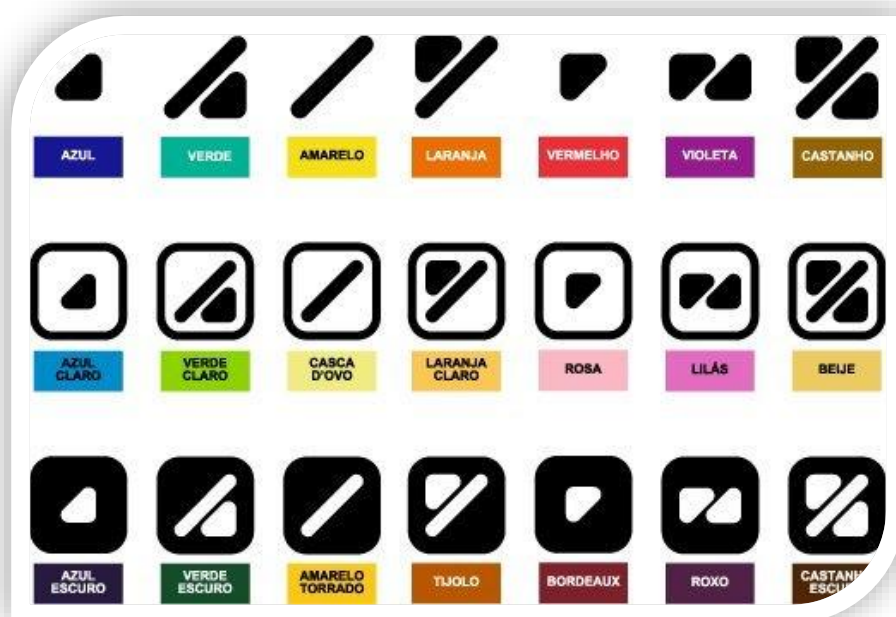 AZUL
VERDE
AMARELO
LARANJA
VERMELHO
VIOLETA
CASTANHO
AZUL
CLARO
VERDE
CLARO
CASCA
D'OVO
LARANJA
CLARO
ROSA
LILÁS
BEIJE
AZUL
ESCURO
VERDE
ESCURO
AMARELO
TORRADO
TIJOLO
BORDEAUX
ROXO